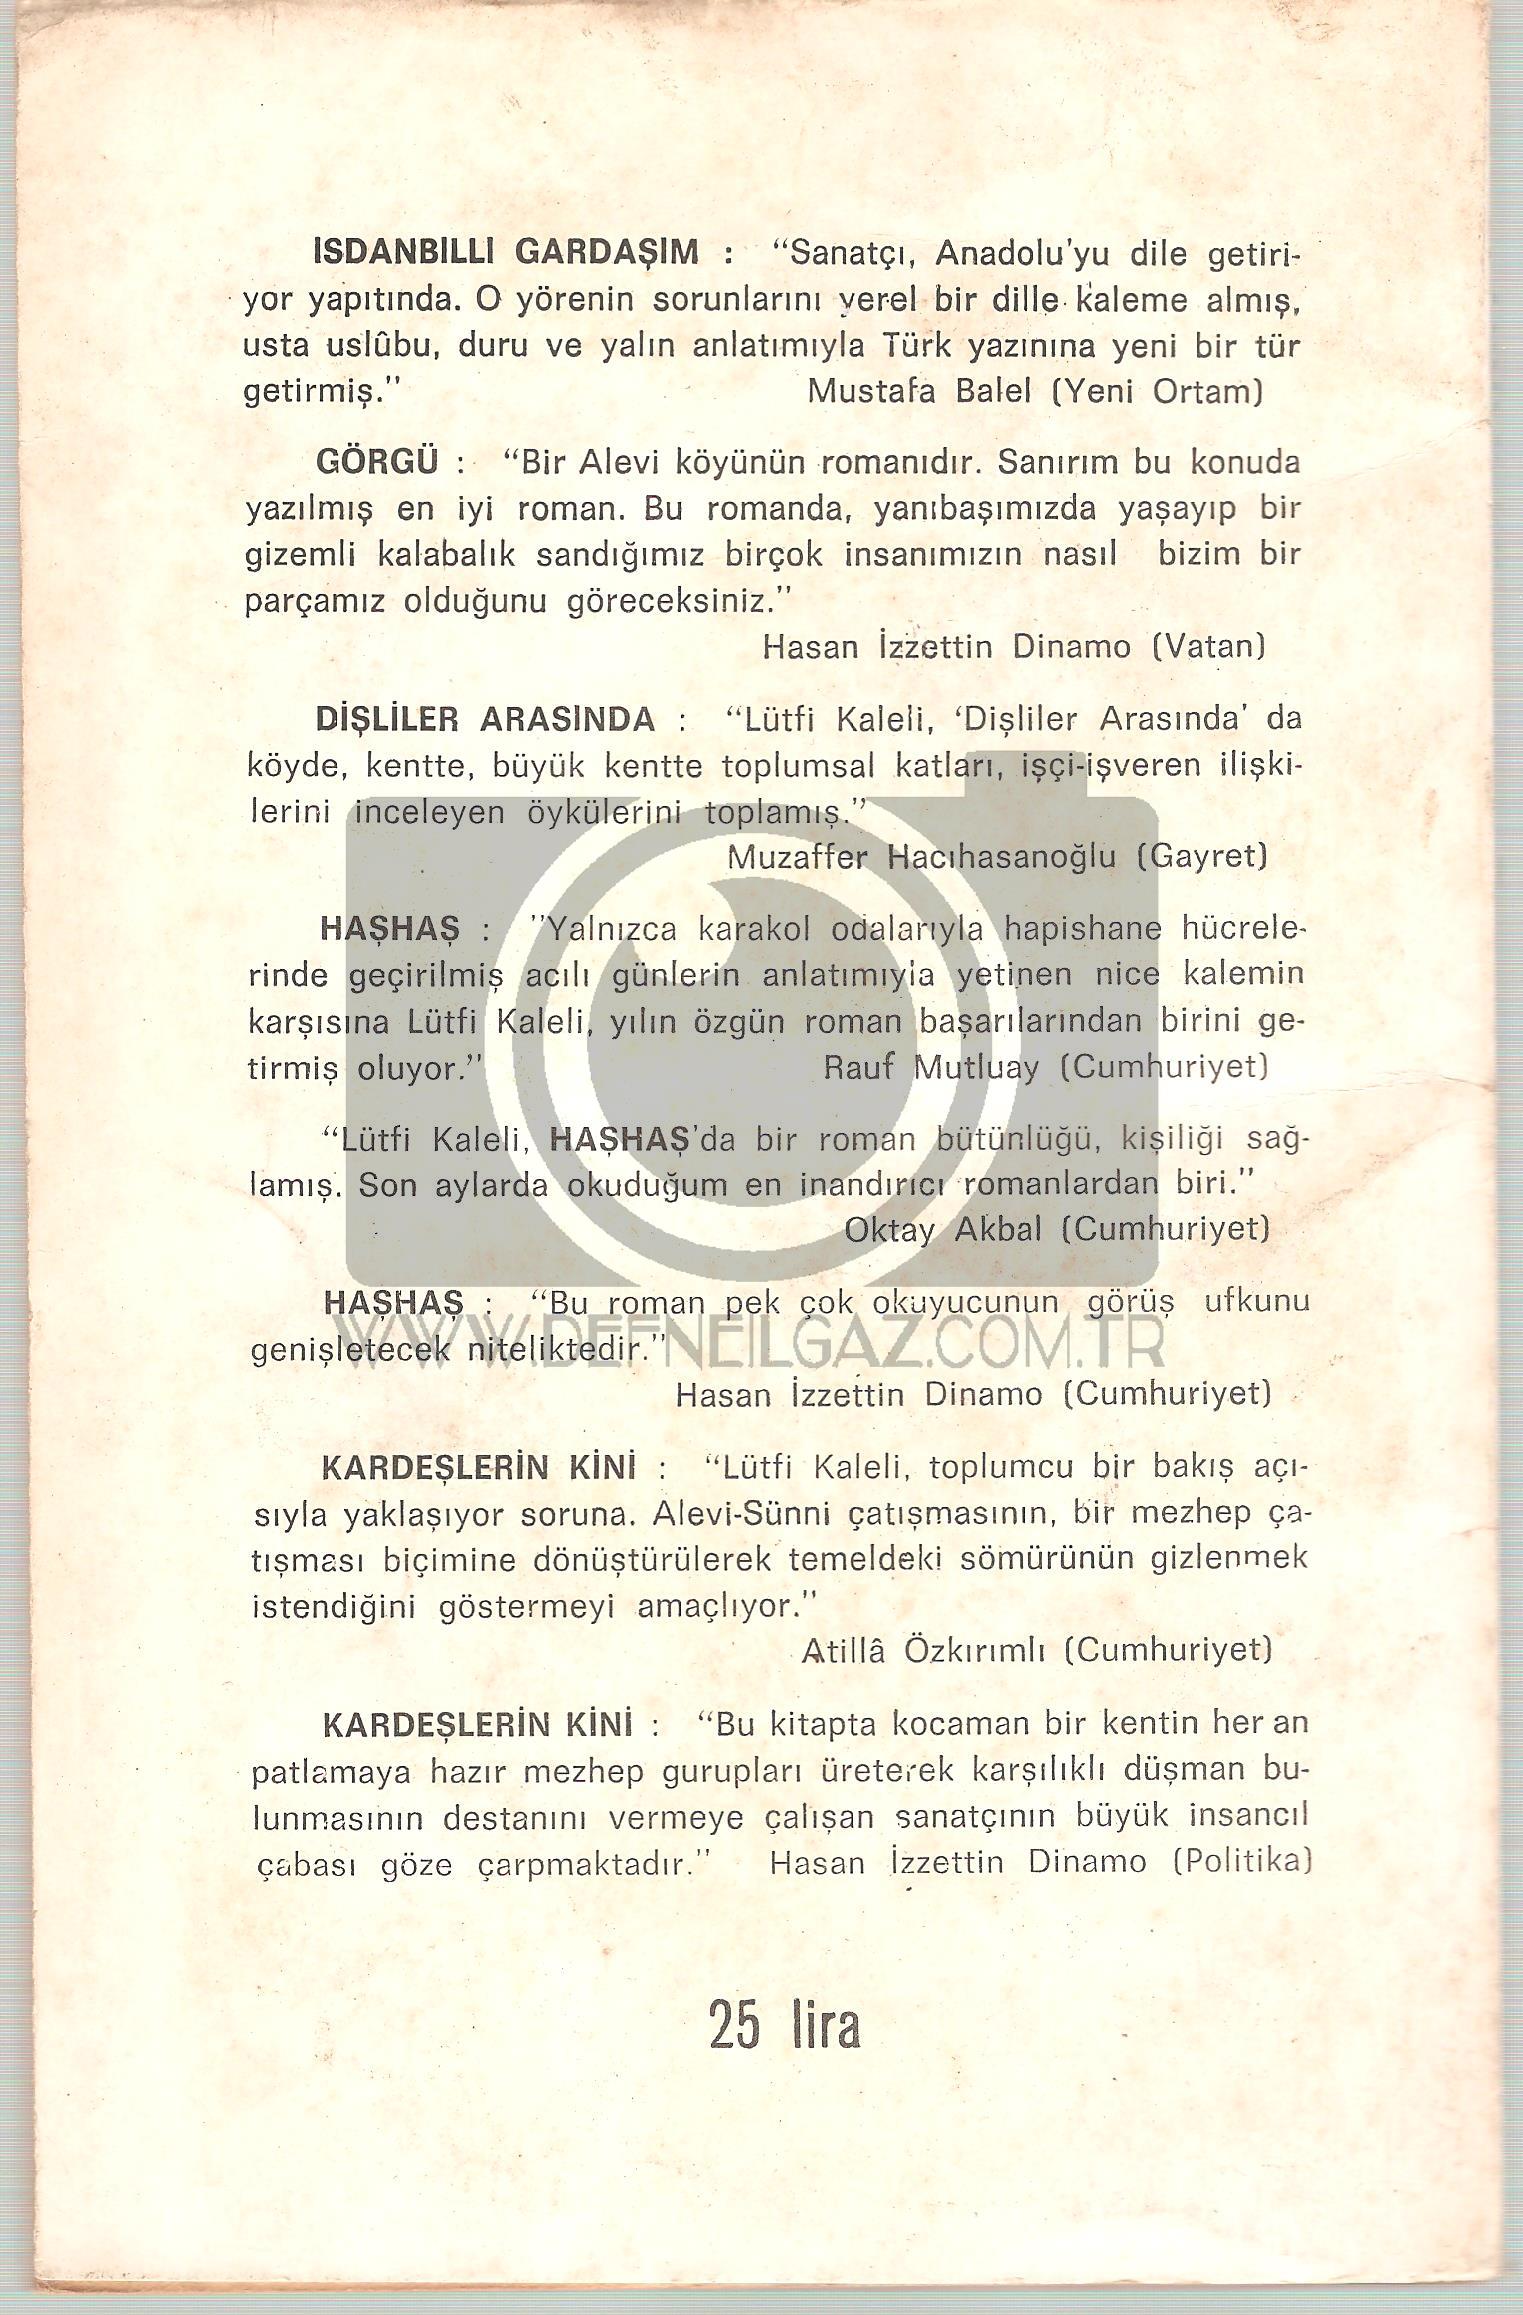 ISDANBILLI GARDAŞIM : “Sanatçı, Anadolu'yu dile getiri-
yor yapıtında. O yörenin sorunlarını yerel bir dille kaleme almış,
usta uslûbu, duru ve yalın anlatımıyla Türk yazınına yeni bir tür
getirmiş.” Mustafa Balel (Yeni Ortam)
GÖRGÜ : “Bir Alevi köyünün romanıdır. Sanırım bu konuda
yazılmış en iyi roman. Bu romanda, yanıbaşımızda yaşayıp bir
gizemli kalabalık sandığımız birçok insanımızın nasıl bizim bir
parçamız olduğunu göreceksiniz.”
Hasan İzzettin Dinamo (Vatan)
DİŞLİLER ARASINDA : “Lütfi Kaleli, ‘Dişliler Arasında’ da
köyde, kentte, büyük kentte toplumsal katları, işçi-işveren ilişki-
lerini inceleyen öykülerini toplamış.”
Muzaffer Hacıhasanoğlu (Gayret)
HAŞHAŞ : ”Yalnızca karakol odalarıyla hapishane hücrele-
rinde geçirilmiş acılı günlerin anlatımıyla yetinen nice kalemin
karşısına Lütfi Kaleli, yılın özgün roman başarılarından birini ge-
tirmiş oluyor.” Rauf Mutluay (Cumhuriyet)
“Lütfi Kaleli, HAŞHAŞ'da bir roman bütünlüğü, kişiliği sağ-
lamış. Son aylarda okuduğum en inandırıcı romanlardan biri.”
Oktay Akbal (Cumhuriyet)
HAŞHAŞ : “Bu roman pek çok okuyucunun görüş ufkunu
WWW.DEFNEILGAZ.COM.TR
genişletecek niteliktedir.”
Hasan İzzettin Dinamo (Cumhuriyet)
KARDEŞLERİN KİNİ : “Lütfi Kaleli, toplumcu bir bakış açı-
sıyla yaklaşıyor soruna. Alevi-Sünni çatışmasının, bir mezhep ça-
tışması biçimine dönüştürülerek temeldeki sömürünün gizlenmek
istendiğini göstermeyi amaçlıyor.”
Atillâ Özkırımlı (Cumhuriyet)
KARDEŞLERİN KİNİ : “Bu kitapta kocaman bir kentin her an
patlamaya hazır mezhep gurupları üreterek karşılıklı düşman bu-
lunmasının destanını vermeye çalışan sanatçının büyük insancıl
çabası göze çarpmaktadır.” Hasan İzzettin Dinamo (Politika)
25 lira